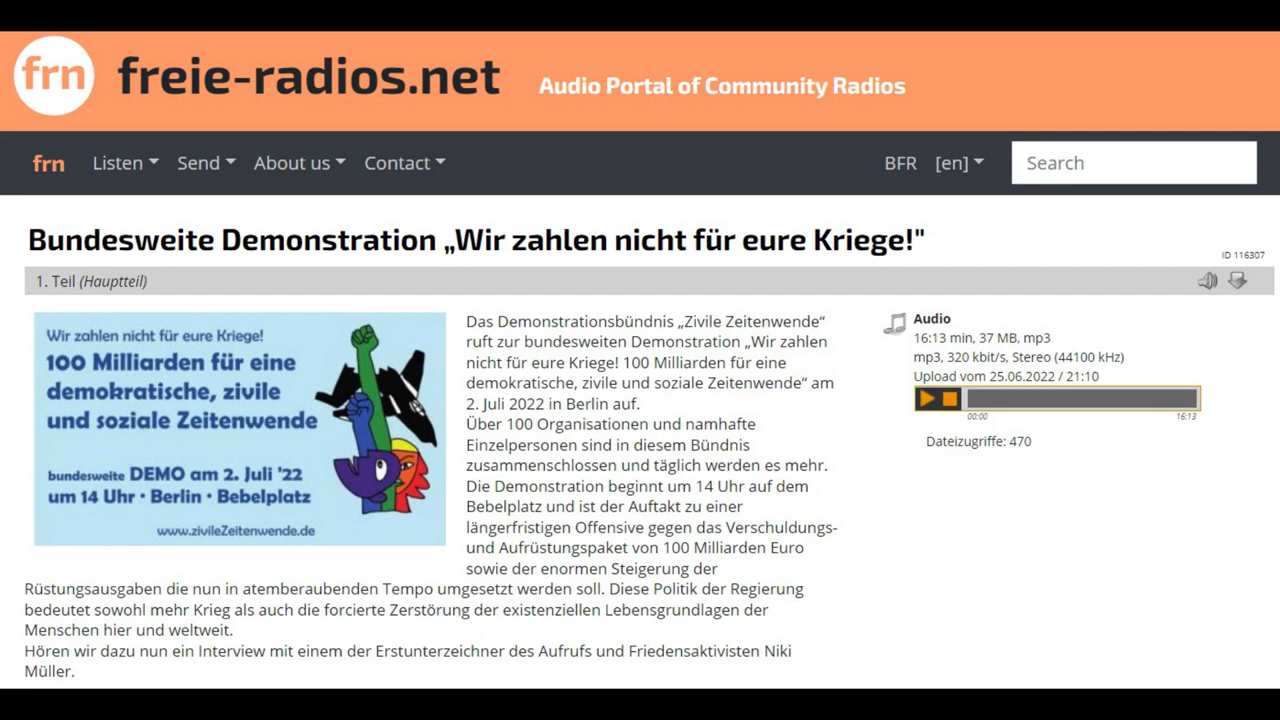 frn freie-radios.net Audio Portal of Community Radios
frn Listen Send About us Contact BFR [en] Search
Bundesweite Demonstration „Wir zahlen nicht für eure Kriege!"
ID 116307
1. Teil (Hauptteil)
Wir zahlen nicht für eure Kriege!
100 Milliarden für eine
demokratische, zivile
und soziale Zeitenwende
bundesweite DEMO am 2. Juli '22
um 14 Uhr • Berlin • Bebelplatz
www.zivileZeitenwende.de
Das Demonstrationsbündnis „Zivile Zeitenwende“
ruft zur bundesweiten Demonstration „Wir zahlen
nicht für eure Kriege! 100 Milliarden für eine
demokratische, zivile und soziale Zeitenwende“ am
2. Juli 2022 in Berlin auf.
Über 100 Organisationen und namhafte
Einzelpersonen sind in diesem Bündnis
zusammenschlossen und täglich werden es mehr.
Die Demonstration beginnt um 14 Uhr auf dem
Bebelplatz und ist der Auftakt zu einer
längerfristigen Offensive gegen das Verschuldungs-
und Aufrüstungspaket von 100 Milliarden Euro
sowie der enormen Steigerung der
Rüstungsausgaben die nun in atemberaubenden Tempo umgesetzt werden soll. Diese Politik der Regierung
bedeutet sowohl mehr Krieg als auch die forcierte Zerstörung der existenziellen Lebensgrundlagen der
Menschen hier und weltweit.
Hören wir dazu nun ein Interview mit einem der Erstunterzeichner des Aufrufs und Friedensaktivisten Niki
Müller.
Audio
16:13 min, 37 MB, mp3
mp3, 320 kbit/s, Stereo (44100 kHz)
Upload vom 25.06.2022 / 21:10
00:00 16:13
Dateizugriffe: 470